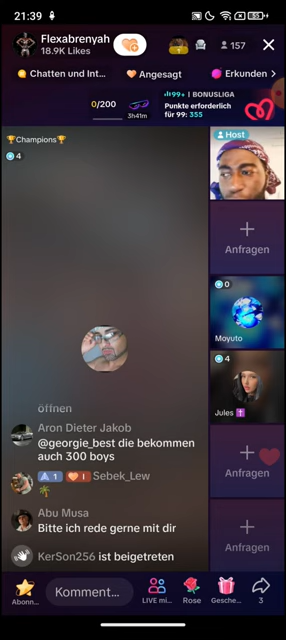 21:39
55
Flexabrenyah
18.9K Likes
157
Chatten und Int...
Angesagt
Erkunden
0/200
3h41m
99+ | BONUSLIGA
Punkte erforderlich
für 99: 355
🏆Champions🏆
4
Host
Anfragen
0
Moyuto
4
Jules ✝️
Anfragen
Anfragen
öffnen
Aron Dieter Jakob
@georgie_best die bekommen
auch 300 boys
1 1 Sebek_Lew
🌴
Abu Musa
Bitte ich rede gerne mit dir
KerSon256 ist beigetreten
Abonn...
Komment...
LIVE mi...
Rose
Gesche...
3